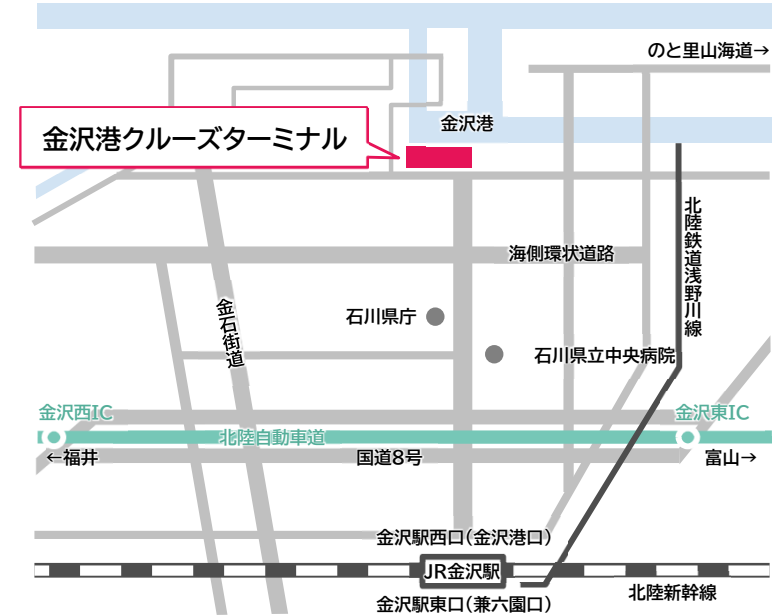 のと里山海道→
金沢港
金沢港クルーズターミナル
北陸鉄道浅野川線
海側環状道路
金石街道
石川県庁
石川県立中央病院
金沢西IC
金沢東IC
北陸自動車道
←福井
国道8号
富山→
金沢駅西口(金沢港口)
JR金沢駅
北陸新幹線
金沢駅東口(兼六園口)